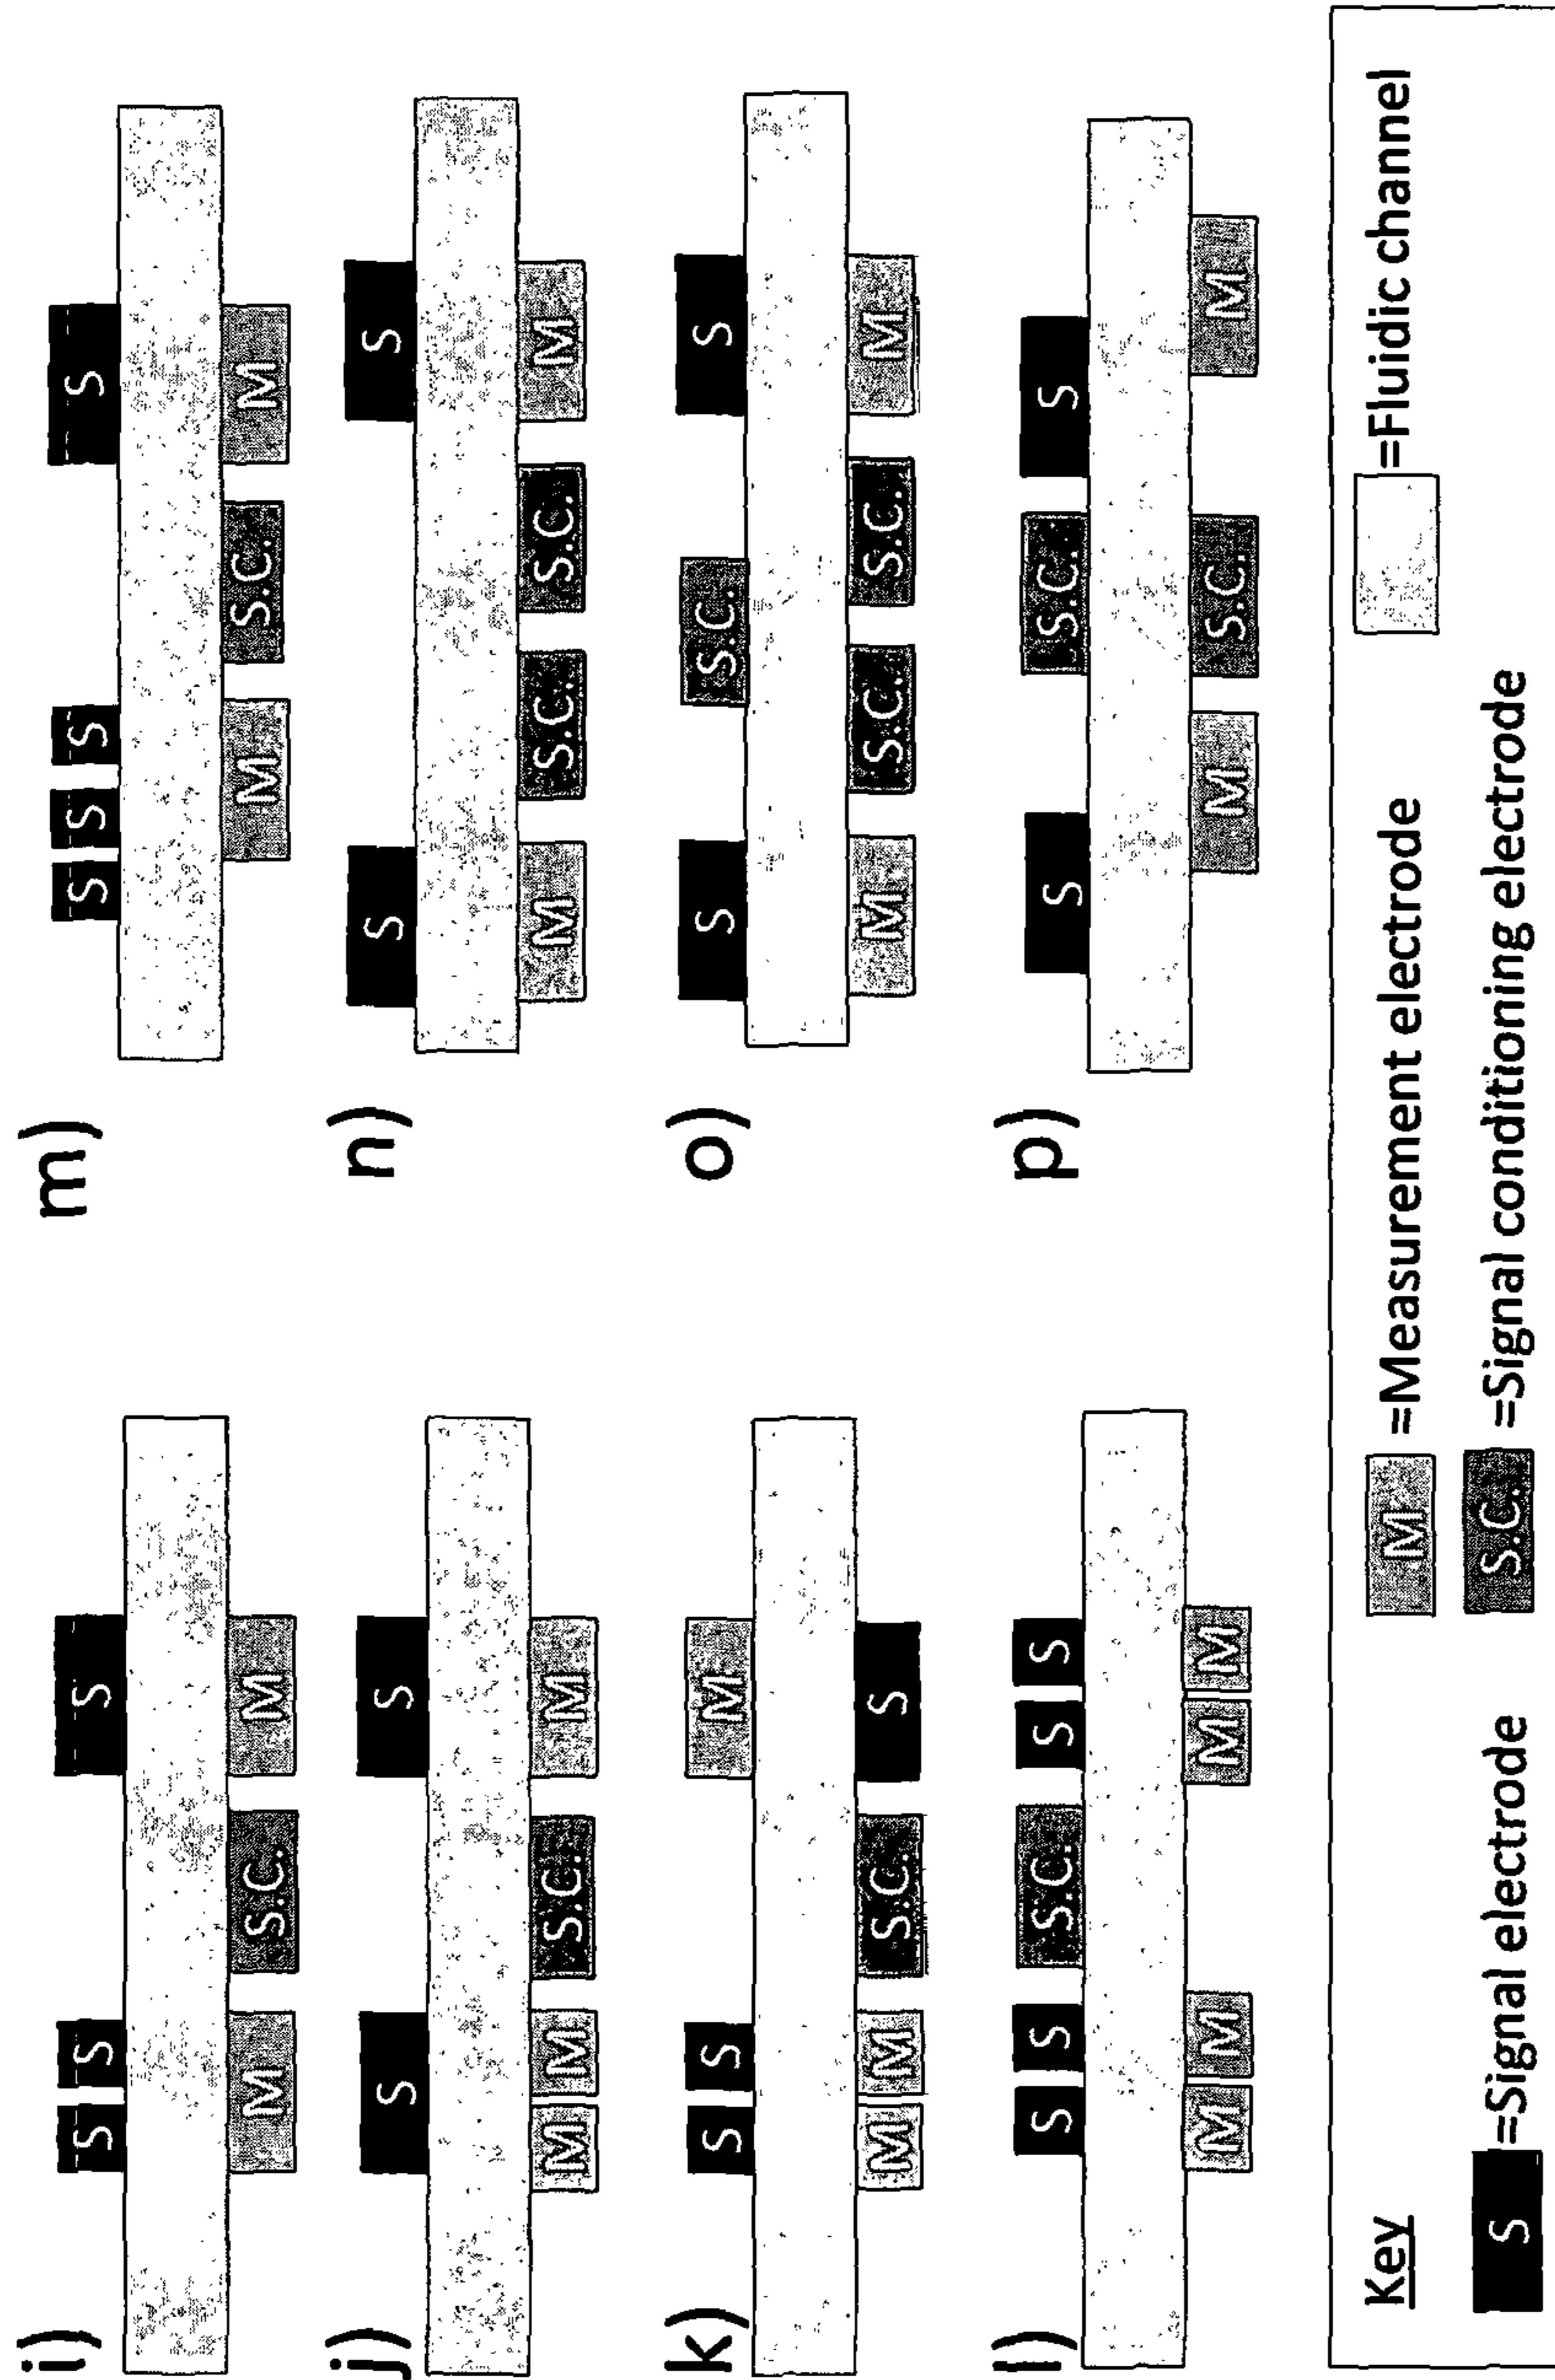 i)
S S S
M S.C. M
j)
S S
M M S.C. M
k)
S S M
M M S.C. S
l)
S S S.C. S S
M M M M
m)
S S S S
M S.C. M
n)
S S
M S.C. S.C. M
o)
S S.C. S
M S.C. S.C. M
p)
S S.C. S
M S.C. M
Key
M =Measurement electrode
=Fluidic channel
S =Signal electrode
S.C. =Signal conditioning electrode